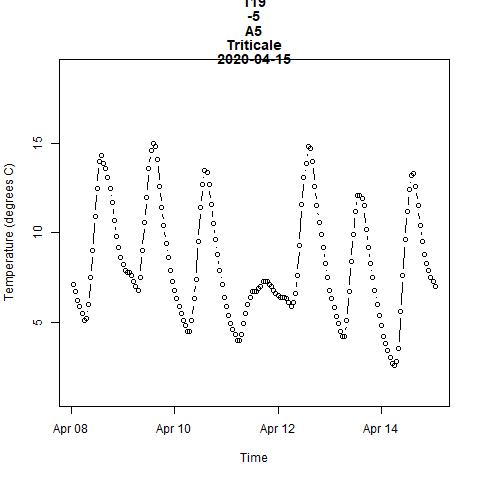 T19
-5
A5
Triticale
2020-04-15
15
10
5
Temperature (degrees C)
Apr 08
Apr 10
Apr 12
Apr 14
Time